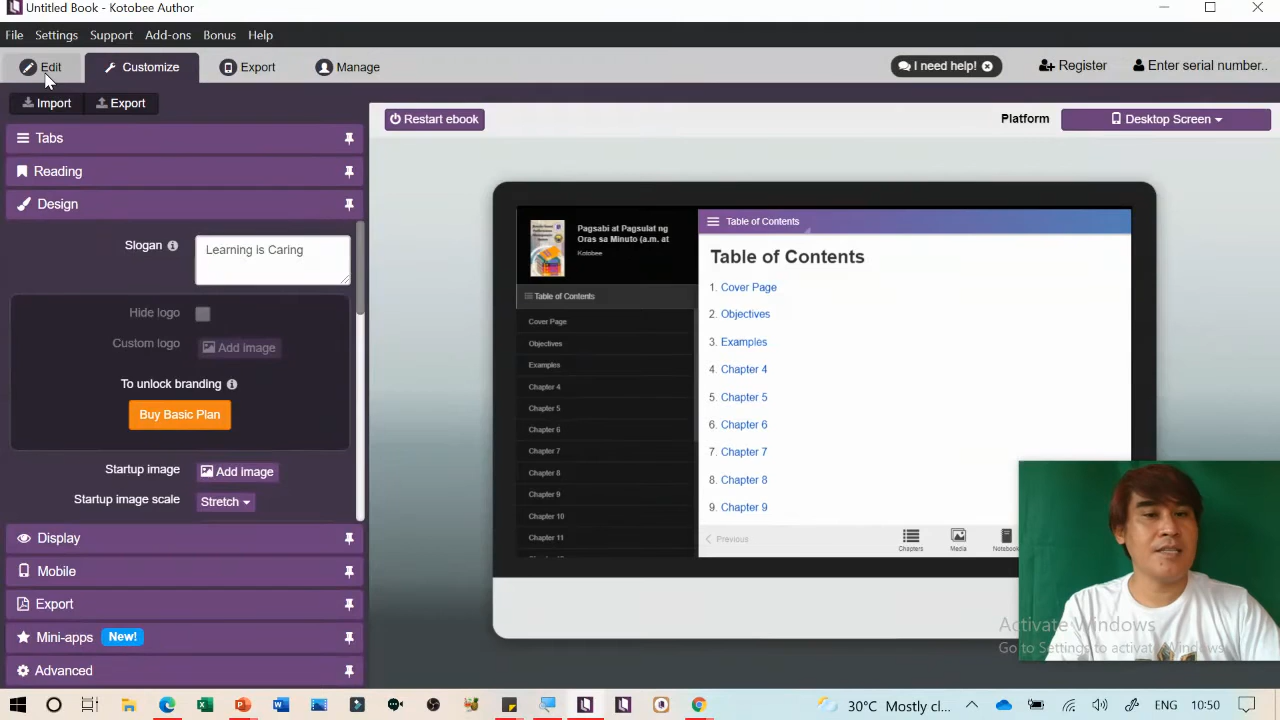 Untitled Book - Kotobee Author
File Settings Support Add-ons Bonus Help
Edit Customize Export Manage I need help! Register Enter serial number..
Import Export
Restart ebook Platform Desktop Screen
Tabs
Reading
Design
Slogan Learning is Caring
Hide logo
Custom logo Add image
To unlock branding
Buy Basic Plan
Startup image Add image
Startup image scale Stretch
Display
Mobile
Export
Mini-apps New!
Advanced
Pagsabi at Pagsulat ng
Oras sa Minuto (a.m. at
Kotobee
Table of Contents
Cover Page
Objectives
Examples
Chapter 4
Chapter 5
Chapter 6
Chapter 7
Chapter 8
Chapter 9
Chapter 10
Chapter 11
Table of Contents
Table of Contents
1. Cover Page
2. Objectives
3. Examples
4. Chapter 4
5. Chapter 5
6. Chapter 6
7. Chapter 7
8. Chapter 8
9. Chapter 9
Previous Chapters Media Notebook
Activate Windows
Go to Settings to activate Windows.
30°C Mostly cl... 10:50